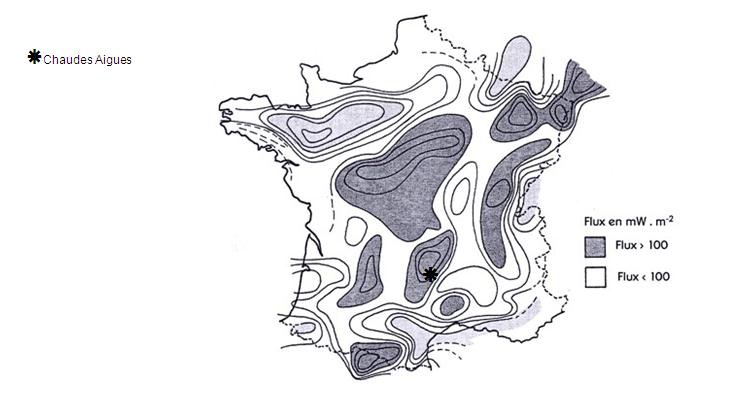 Chaudes Aigues
Flux en mW . m-2
Flux > 100
Flux < 100